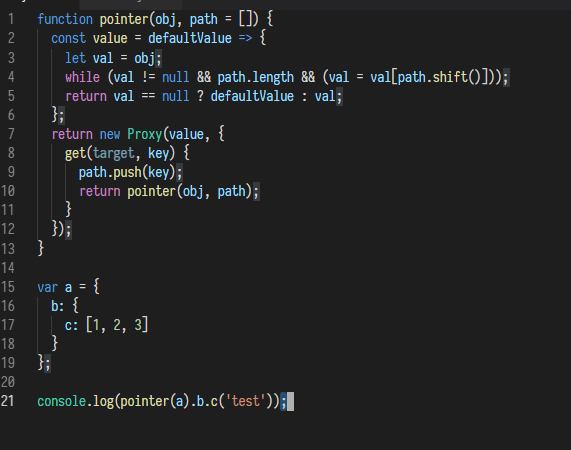 1 function pointer(obj, path = []) {
2   const value = defaultValue => {
3     let val = obj;
4     while (val != null && path.length && (val = val[path.shift()]));
5     return val == null ? defaultValue : val;
6   };
7   return new Proxy(value, {
8     get(target, key) {
9       path.push(key);
10       return pointer(obj, path);
11     }
12   });
13 }
14
15 var a = {
16   b: {
17     c: [1, 2, 3]
18   }
19 };
20
21 console.log(pointer(a).b.c('test'));